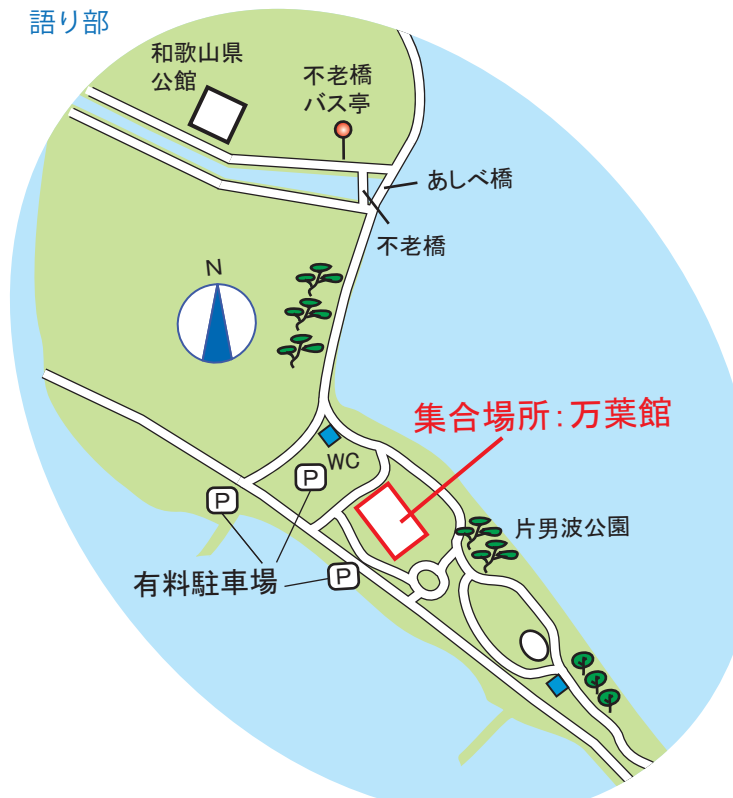 語り部
和歌山県
公館
不老橋
バス亭
あしべ橋
不老橋
N
集合場所：万葉館
WC
P
P
片男波公園
有料駐車場
P